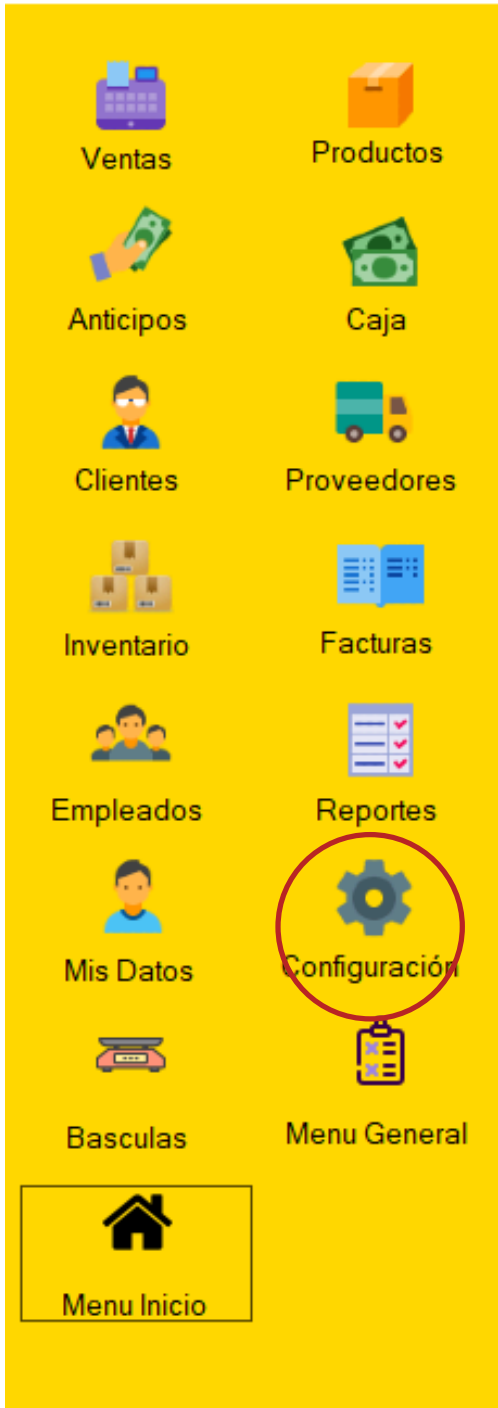 Ventas
Productos
Anticipos
Caja
Clientes
Proveedores
Inventario
Facturas
Empleados
Reportes
Mis Datos
Configuración
Basculas
Menu General
Menu Inicio